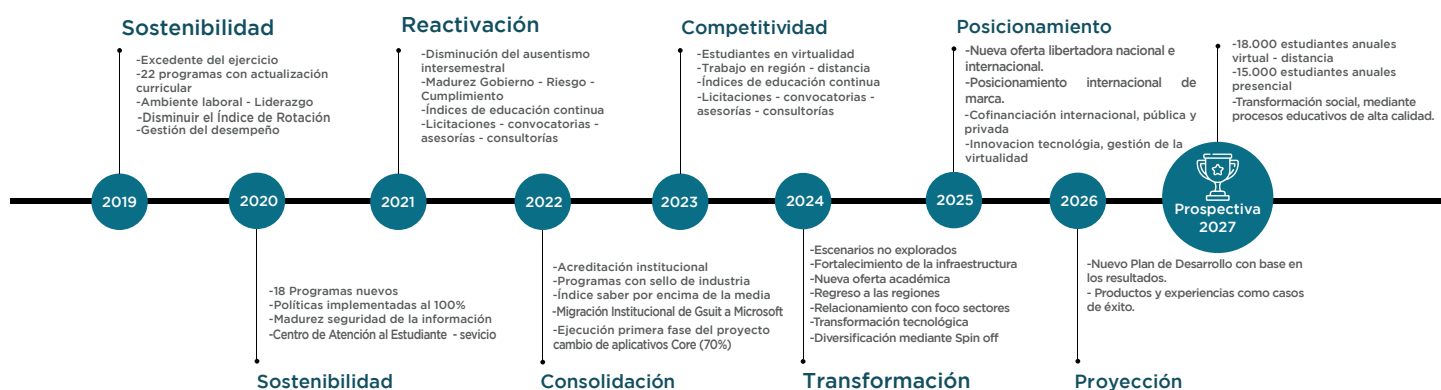 Sostenibilidad
-Excedente del ejercicio
-22 programas con actualización
curricular
-Ambiente laboral - Liderazgo
-Disminuir el Índice de Rotación
-Gestión del desempeño
2019
2020
-18 Programas nuevos
-Políticas implementadas al 100%
-Madurez seguridad de la información
-Centro de Atención al Estudiante - sevicio
Sostenibilidad
Reactivación
-Disminución del ausentismo
intersemestral
-Madurez Gobierno - Riesgo -
Cumplimiento
-Índices de educación continua
-Licitaciones - convocatorias -
asesorías - consultorías
2021
2022
-Acreditación institucional
-Programas con sello de industria
-Índice saber por encima de la media
-Migración Institucional de Gsuit a Microsoft
-Ejecución primera fase del proyecto
cambio de aplicativos Core (70%)
Consolidación
Competitividad
-Estudiantes en virtualidad
-Trabajo en región - distancia
-Índices de educación continua
-Licitaciones - convocatorias -
asesorías - consultorías
2023
2024
-Escenarios no explorados
-Fortalecimiento de la infraestructura
-Nueva oferta académica
-Regreso a las regiones
-Relacionamiento con foco sectores
-Transformación tecnológica
-Diversificación mediante Spin off
Transformación
Posicionamiento
-Nueva oferta libertadora nacional e
internacional.
-Posicionamiento internacional de
marca.
-Cofinanciación internacional, pública y
privada
-Innovacion tecnológia, gestión de la
virtualidad
2025
2026
-Nuevo Plan de Desarrollo con base en
los resultados.
- Productos y experiencias como casos
de éxito.
Proyección
-18.000 estudiantes anuales
virtual - distancia
-15.000 estudiantes anuales
presencial
-Transformación social, mediante
procesos educativos de alta calidad.
Prospectiva
2027